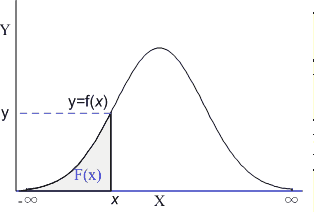 Y
y=f(x)
y
F(x)
-∞ x X ∞